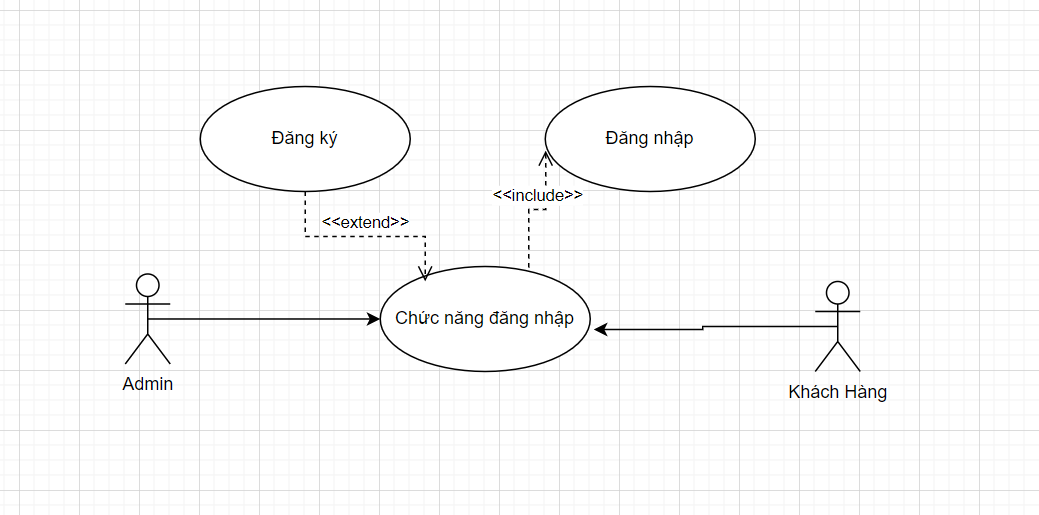 Đăng ký
Đăng nhập
<<include>>
<<extend>>
Chức năng đăng nhập
Admin
Khách Hàng